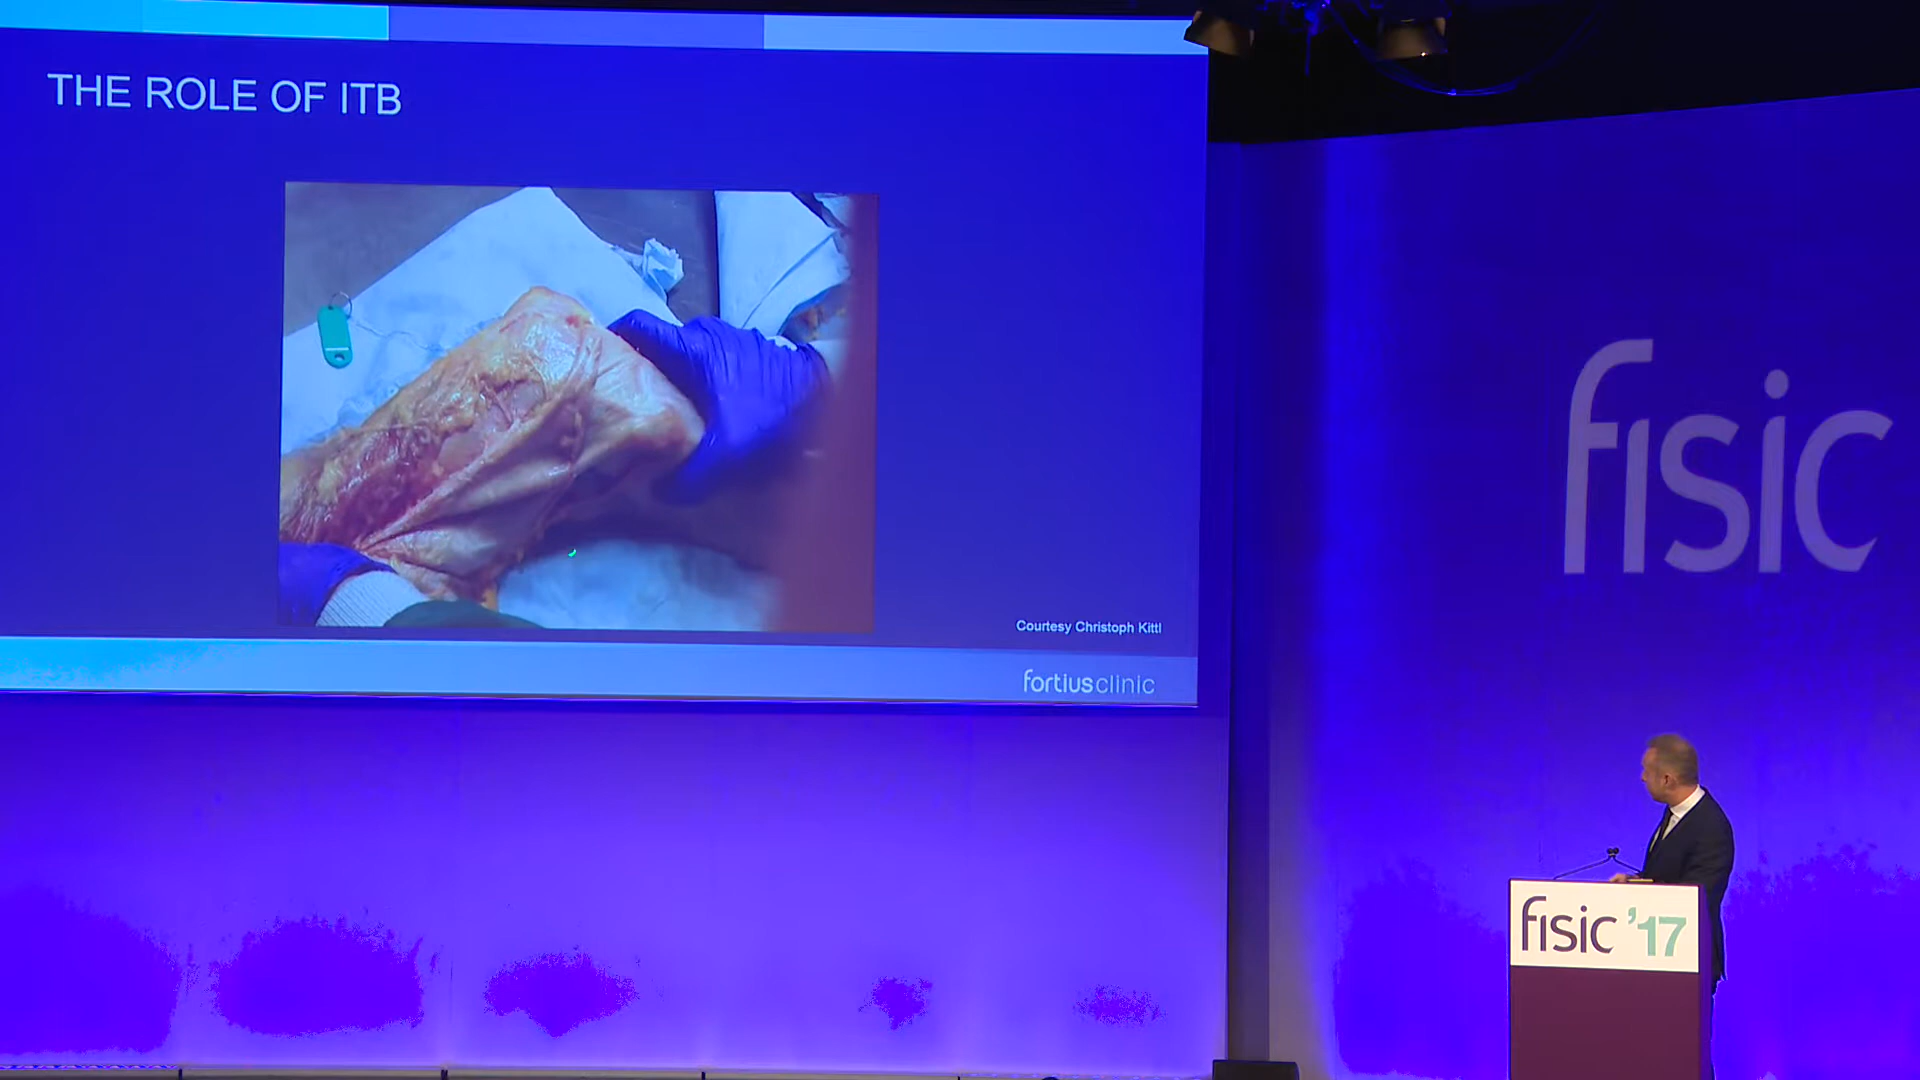 THE ROLE OF ITB
Courtesy Christoph Kittl
fortiusclinic
fisic
fisic '17